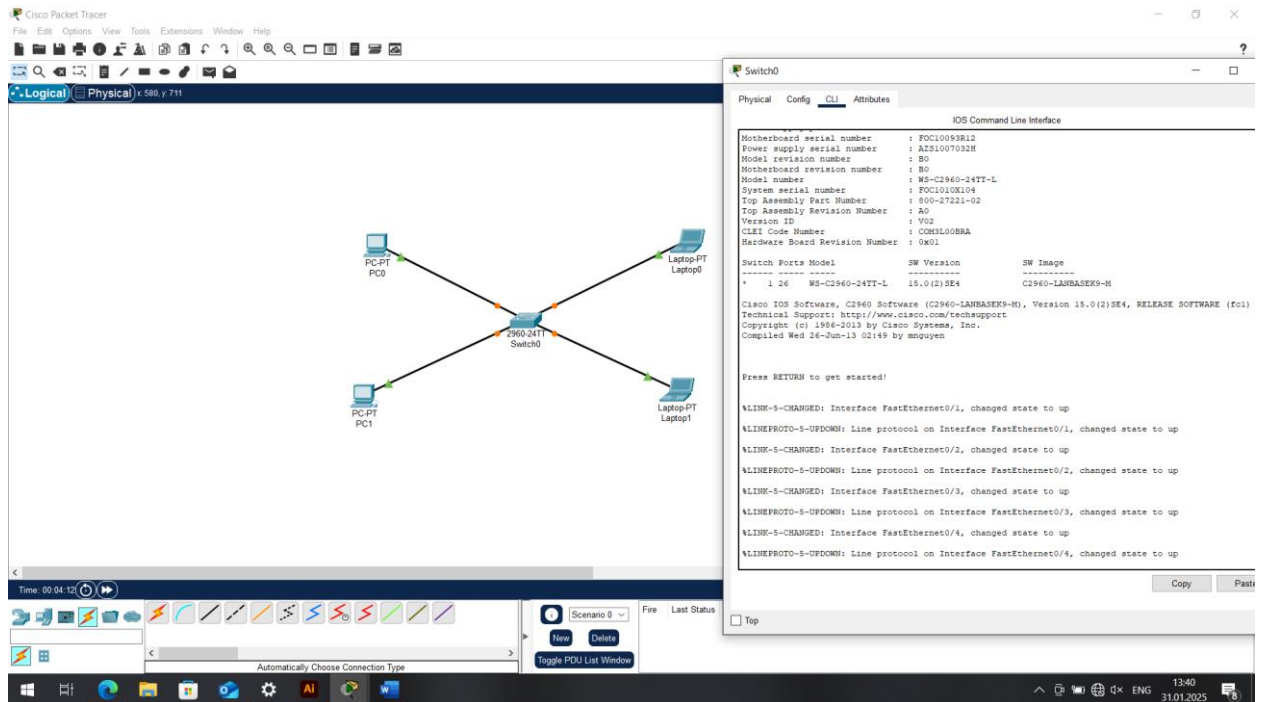 Cisco Packet Tracer
File Edit Options View Tools Extensions Window Help
?
Logical Physical x: 580, y: 711
PC-PT
PC0
Laptop-PT
Laptop0
2960-24TT
Switch0
PC-PT
PC1
Laptop-PT
Laptop1
Switch0
Physical Config CLI Attributes
IOS Command Line Interface
Motherboard serial number : FOC10093R12
Power supply serial number : AZS1007032H
Model revision number : B0
Motherboard revision number : B0
Model number : WS-C2960-24TT-L
System serial number : FOC1010X104
Top Assembly Part Number : 800-27221-02
Top Assembly Revision Number : A0
Version ID : V02
CLEI Code Number : COM3L00BRA
Hardware Board Revision Number : 0x01
Switch Ports Model SW Version SW Image
------ ----- ----- ---------- ----------
* 1 26 WS-C2960-24TT-L 15.0(2)SE4 C2960-LANBASEK9-M
Cisco IOS Software, C2960 Software (C2960-LANBASEK9-M), Version 15.0(2)SE4, RELEASE SOFTWARE (fc1)
Technical Support: http://www.cisco.com/techsupport
Copyright (c) 1986-2013 by Cisco Systems, Inc.
Compiled Wed 26-Jun-13 02:49 by mnguyen
Press RETURN to get started!
%LINK-5-CHANGED: Interface FastEthernet0/1, changed state to up
%LINEPROTO-5-UPDOWN: Line protocol on Interface FastEthernet0/1, changed state to up
%LINK-5-CHANGED: Interface FastEthernet0/2, changed state to up
%LINEPROTO-5-UPDOWN: Line protocol on Interface FastEthernet0/2, changed state to up
%LINK-5-CHANGED: Interface FastEthernet0/3, changed state to up
%LINEPROTO-5-UPDOWN: Line protocol on Interface FastEthernet0/3, changed state to up
%LINK-5-CHANGED: Interface FastEthernet0/4, changed state to up
%LINEPROTO-5-UPDOWN: Line protocol on Interface FastEthernet0/4, changed state to up
Copy Paste
Top
Time: 00:04:12
Scenario 0
New Delete
Toggle PDU List Window
Fire Last Status
Automatically Choose Connection Type
Ai
W
ENG
13:40
31.01.2025
8